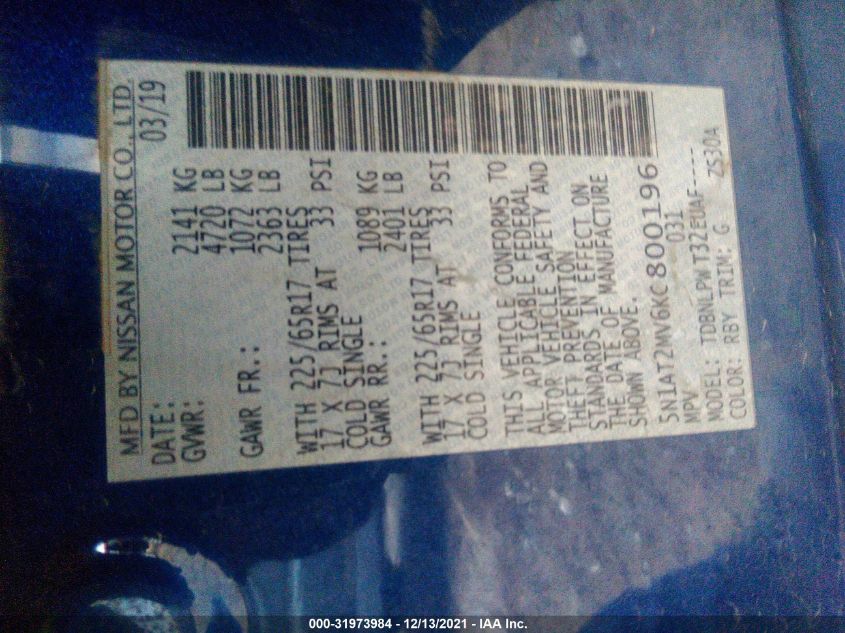 MFD BY NISSAN MOTOR CO., LTD.
DATE: 03/19
GVWR: 2141 KG
4720 LB
GAWR FR.: 1072 KG
2363 LB
WITH 225/65R17 TIRES
17 X 7J RIMS AT 33 PSI
COLD SINGLE
GAWR RR.: 1089 KG
2401 LB
WITH 225/65R17 TIRES
17 X 7J RIMS AT 33 PSI
COLD SINGLE
THIS VEHICLE CONFORMS TO
ALL APPLICABLE FEDERAL
MOTOR VEHICLE SAFETY AND
THEFT PREVENTION
STANDARDS IN EFFECT ON
THE DATE OF MANUFACTURE
SHOWN ABOVE.
5N1AT2MV6KC800196
MPV 031
MODEL: TDBNLPW T32EUAF----
COLOR: RBY TRIM: G ZS30A
000-31973984 - 12/13/2021 - IAA Inc.